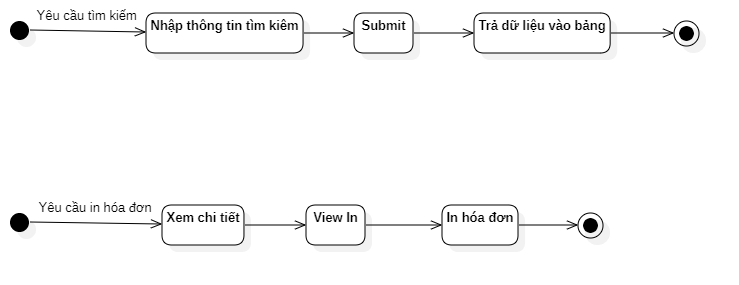 Yêu cầu tìm kiếm
Nhập thông tin tìm kiêm
Submit
Trả dữ liệu vào bảng
Yêu cầu in hóa đơn
Xem chi tiết
View In
In hóa đơn